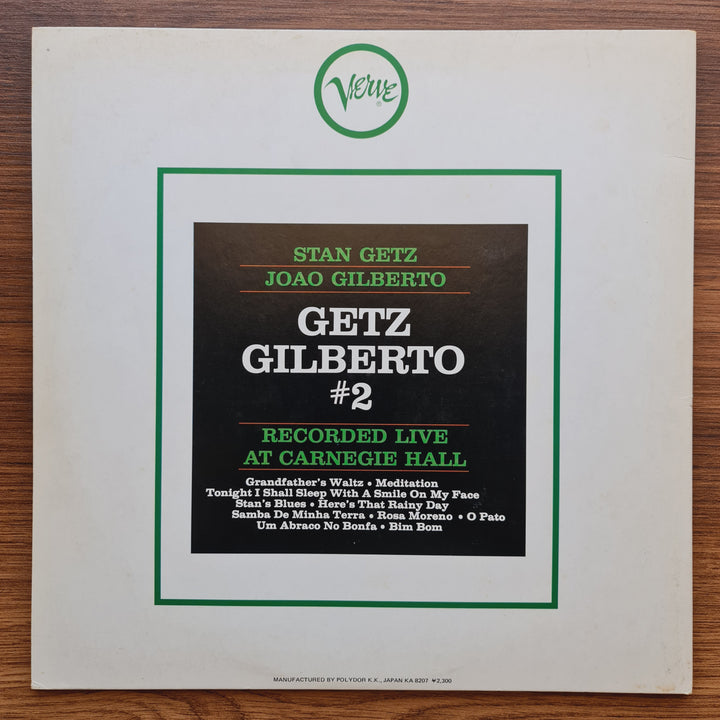 Verve
®
STAN GETZ
JOAO GILBERTO
GETZ
GILBERTO
#2
RECORDED LIVE
AT CARNEGIE HALL
Grandfather's Waltz • Meditation
Tonight I Shall Sleep With A Smile On My Face
Stan's Blues • Here's That Rainy Day
Samba De Minha Terra • Rosa Moreno • O Pato
Um Abraco No Bonfa • Bim Bom
MANUFACTURED BY POLYDOR K.K., JAPAN KA 8207 ¥2,300